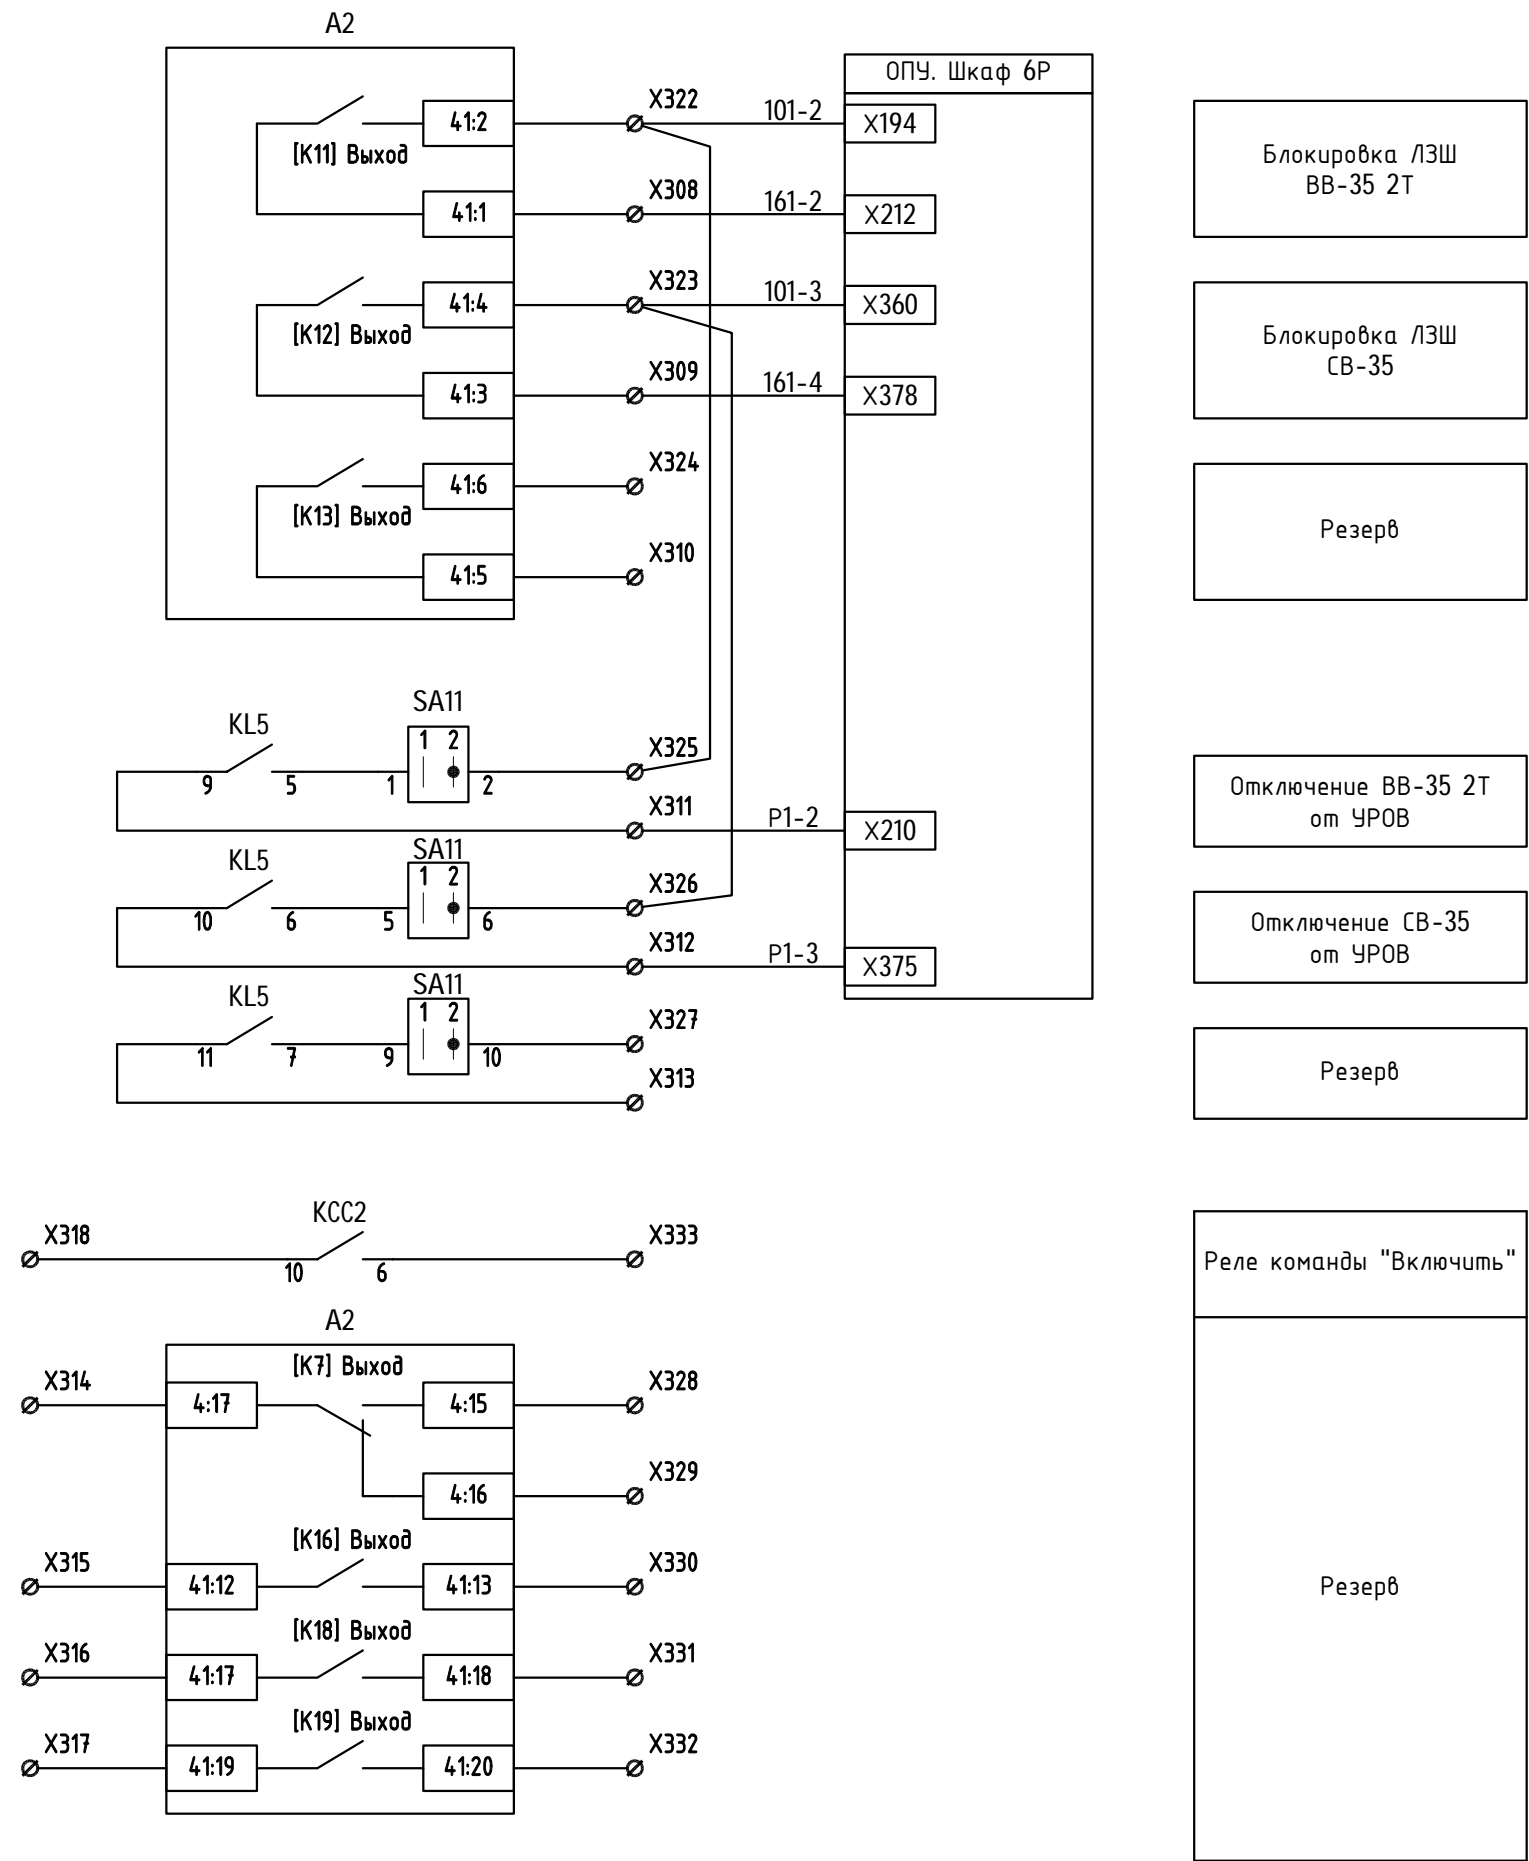 A2
ОПУ. Шкаф 6Р
41:2
X322
101-2
X194
[K11] Выход
Блокировка ЛЗШ
ВВ-35 2Т
41:1
X308
161-2
X212
41:4
X323
101-3
X360
[K12] Выход
Блокировка ЛЗШ
СВ-35
41:3
X309
161-4
X378
41:6
X324
[K13] Выход
Резерв
41:5
X310
KL5
SA11
1 2
9
5
1
2
X325
Отключение ВВ-35 2Т
от УРОВ
X311
P1-2
X210
KL5
SA11
1 2
10
6
5
6
X326
Отключение СВ-35
от УРОВ
X312
P1-3
X375
KL5
SA11
1 2
11
7
9
10
X327
Резерв
X313
X318
KCC2
10
6
X333
Реле команды "Включить"
A2
[K7] Выход
X314
4:17
4:15
X328
4:16
X329
[K16] Выход
X315
41:12
41:13
X330
Резерв
[K18] Выход
X316
41:17
41:18
X331
[K19] Выход
X317
41:19
41:20
X332